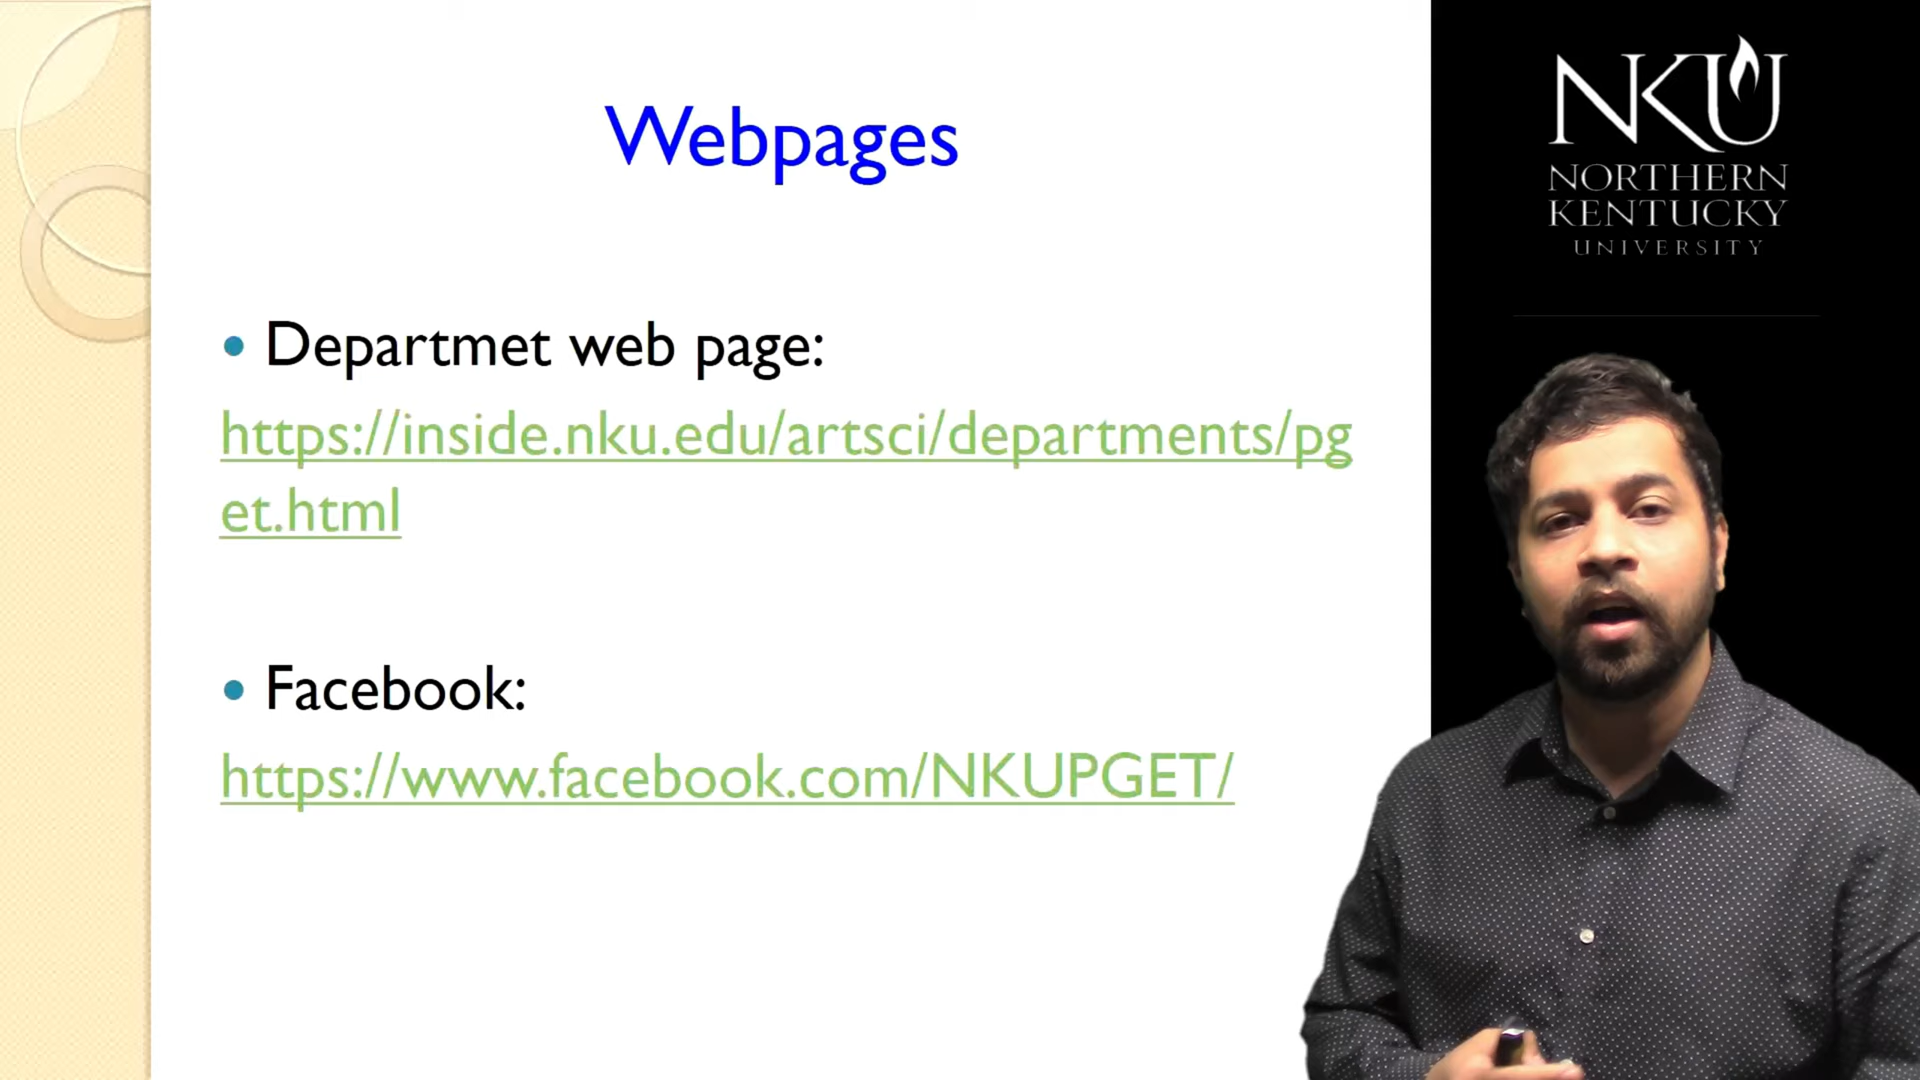 Webpages
• Departmet web page:
https://inside.nku.edu/artsci/departments/pg
et.html
• Facebook:
https://www.facebook.com/NKUPGET/
NKU
NORTHERN
KENTUCKY
UNIVERSITY